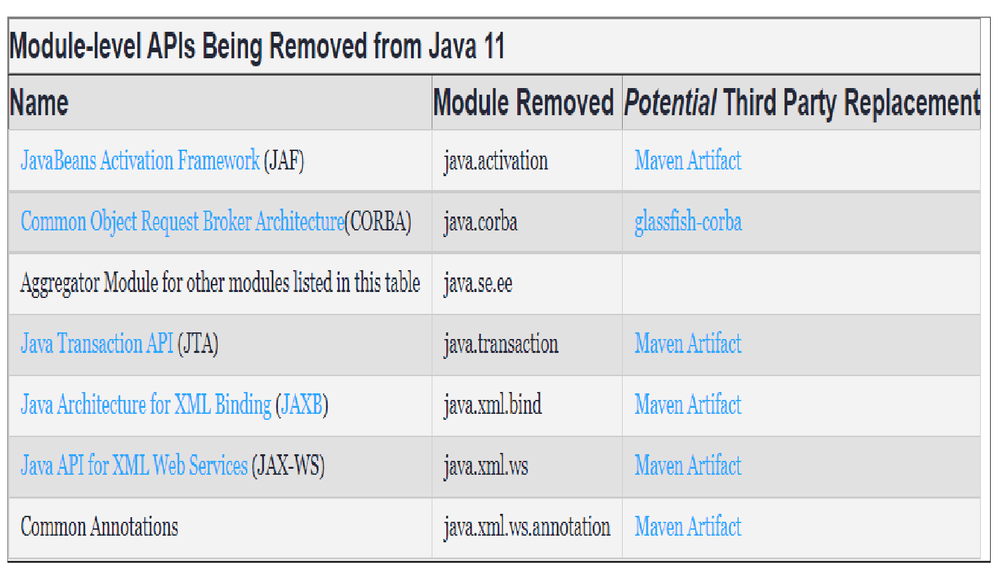 Module-level APIs Being Removed from Java 11
Name Module Removed Potential Third Party Replacement
JavaBeans Activation Framework (JAF) java.activation Maven Artifact
Common Object Request Broker Architecture(CORBA) java.corba glassfish-corba
Aggregator Module for other modules listed in this table java.se.ee
Java Transaction API (JTA) java.transaction Maven Artifact
Java Architecture for XML Binding (JAXB) java.xml.bind Maven Artifact
Java API for XML Web Services (JAX-WS) java.xml.ws Maven Artifact
Common Annotations java.xml.ws.annotation Maven Artifact